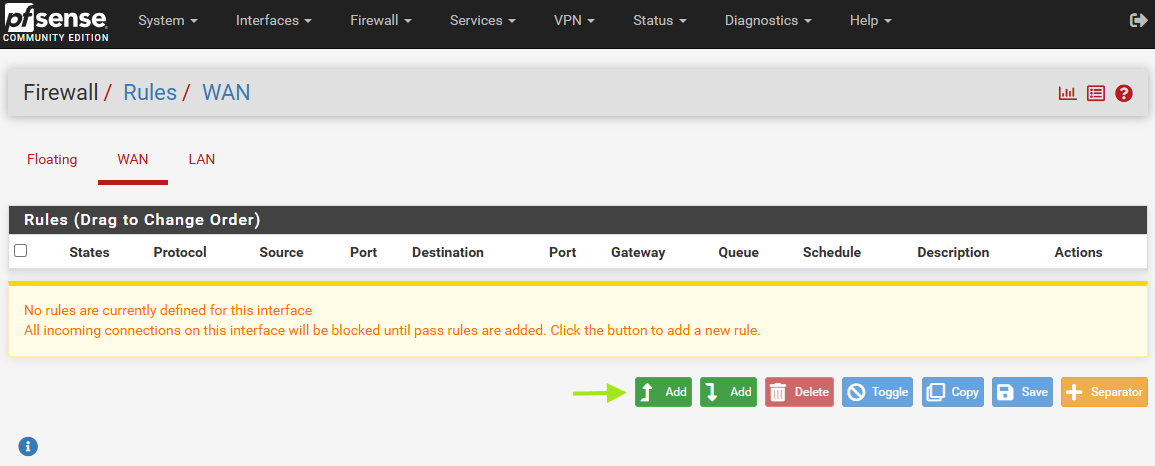 pfsense
COMMUNITY EDITION
System Interfaces Firewall Services VPN Status Diagnostics Help
Firewall / Rules / WAN
Floating WAN LAN
Rules (Drag to Change Order)
States Protocol Source Port Destination Port Gateway Queue Schedule Description Actions
No rules are currently defined for this interface
All incoming connections on this interface will be blocked until pass rules are added. Click the button to add a new rule.
Add Add Delete Toggle Copy Save Separator